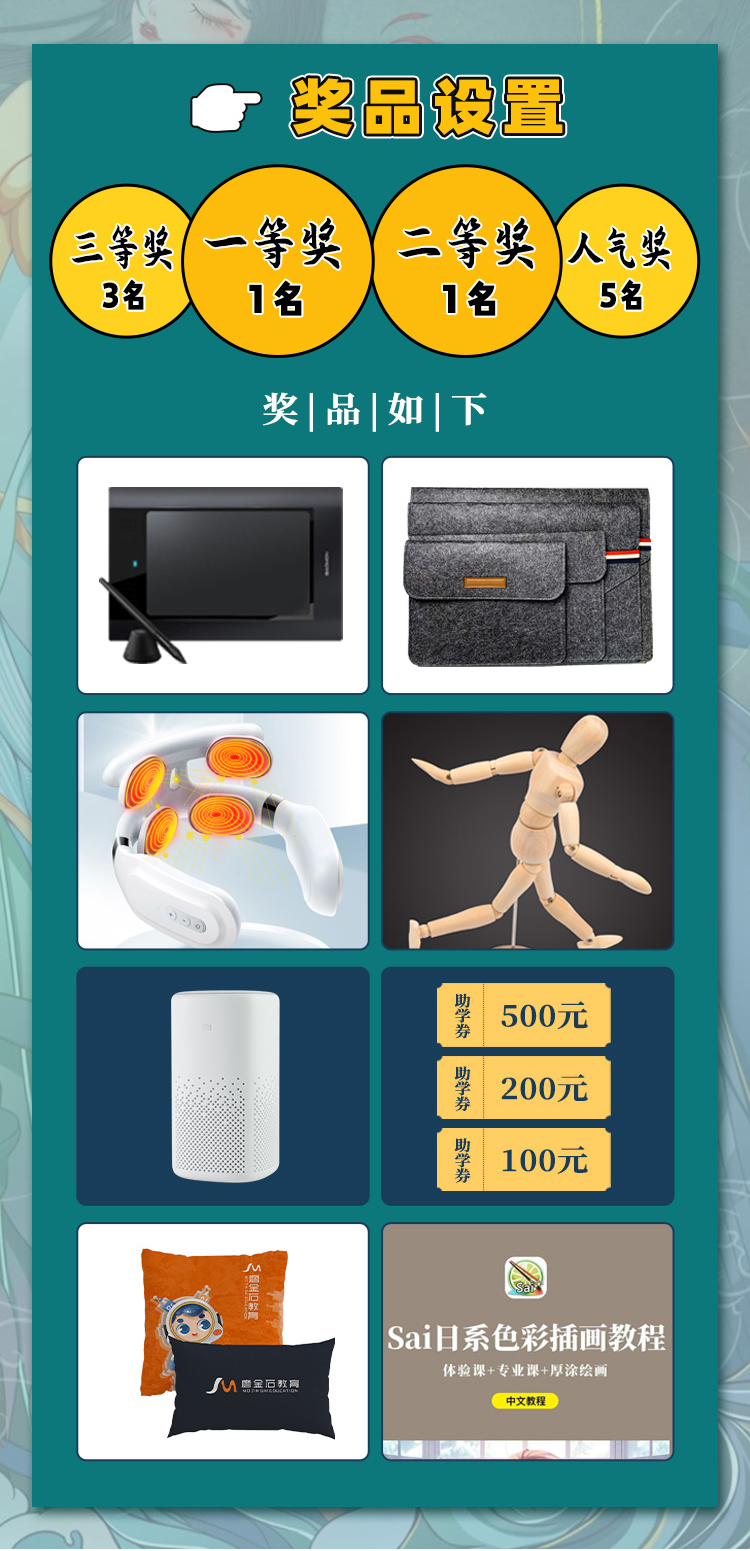 奖品设置
三等奖
3名
一等奖
1名
二等奖
1名
人气奖
5名
奖|品|如|下
助学券
500元
助学券
200元
助学券
100元
磨金石教育
磨金石教育
MO JIN SHI EDUCATION
Sai
Sai日系色彩插画教程
体验课+专业课+厚涂绘画
中文教程